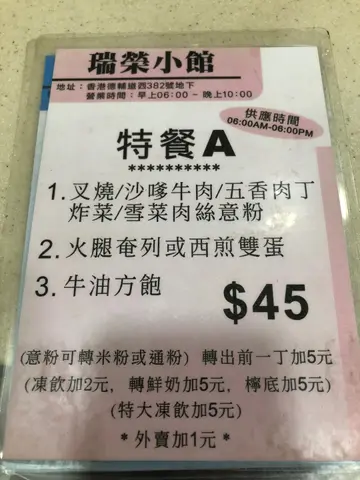 瑞榮小館
地址：香港德輔道西382號地下
營業時間：早上06:00 - 晚上10:00
供應時間
06:00AM-06:00PM
特餐A
**********
1.叉燒/沙嗲牛肉/五香肉丁
炸菜/雪菜肉絲意粉
2. 火腿奄列或西煎雙蛋
3. 牛油方飽
$45
(意粉可轉米粉或通粉) 轉出前一丁加5元
(凍飲加2元, 轉鮮奶加5元, 檸底加5元)
(特大凍飲加5元)
*外賣加1元*